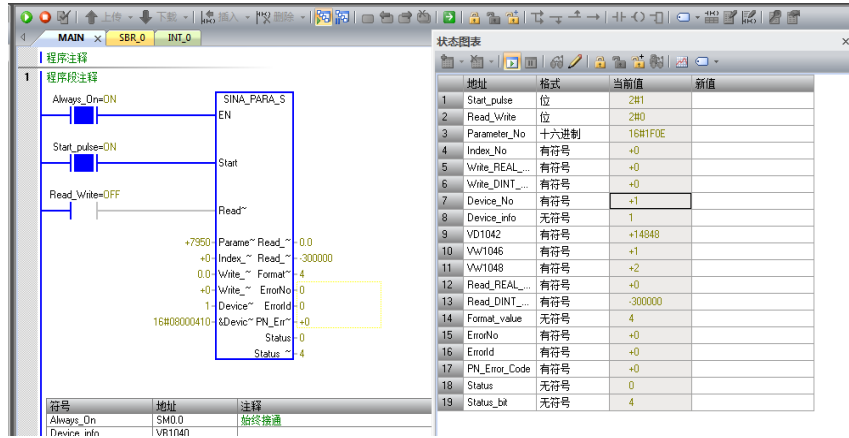 上传 下载 插入 删除
MAIN × SBR_0 INT_0
程序注释
1 程序段注释
Always_On=ON SINA_PARA_S
EN
Start_pulse=ON
Start
Read_Write=OFF
Read~
+7950 Parame~ Read_~ 0.0
+0 Index_~ Read_~ -300000
0.0 Write_~ Format~ 4
+0 Write_~ ErrorNo 0
1 Device~ ErrorId 0
16#08000410 &Devic~ PN_Err~ +0
Status 0
Status_~ 4
符号 地址 注释
Always_On SM0.0 始终接通
Device_info VB1040
状态图表 ×
地址 格式 当前值 新值
1 Start_pulse 位 2#1
2 Read_Write 位 2#0
3 Parameter_No 十六进制 16#1F0E
4 Index_No 有符号 +0
5 Write_REAL_... 有符号 +0
6 Write_DINT_... 有符号 +0
7 Device_No 有符号 +1
8 Device_info 无符号 1
9 VD1042 有符号 +14848
10 VW1046 有符号 +1
11 VW1048 有符号 +2
12 Read_REAL_... 有符号 +0
13 Read_DINT_... 有符号 -300000
14 Format_value 无符号 4
15 ErrorNo 有符号 +0
16 ErrorId 有符号 +0
17 PN_Error_Code 有符号 +0
18 Status 无符号 0
19 Status_bit 无符号 4